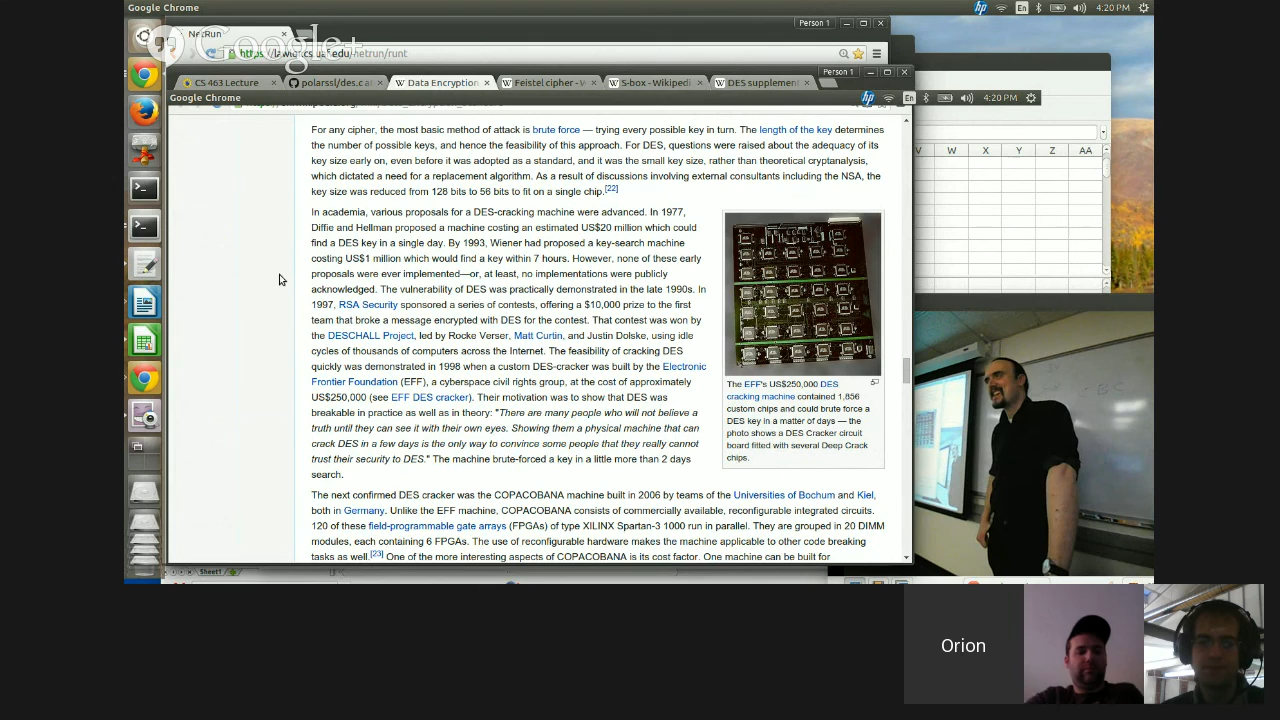 Google Chrome
En
4:20 PM
Person 1
NetRun
Google+
/netrun/runt
Person 1
CS 463 Lecture
polarssl/des.c at
Data Encryption
Feistel cipher - W
S-box - Wikipedi
DES supplement
Google Chrome
En
4:20 PM
W X Y Z AA
For any cipher, the most basic method of attack is brute force — trying every possible key in turn. The length of the key determines
the number of possible keys, and hence the feasibility of this approach. For DES, questions were raised about the adequacy of its
key size early on, even before it was adopted as a standard, and it was the small key size, rather than theoretical cryptanalysis,
which dictated a need for a replacement algorithm. As a result of discussions involving external consultants including the NSA, the
key size was reduced from 128 bits to 56 bits to fit on a single chip.[22]
In academia, various proposals for a DES-cracking machine were advanced. In 1977,
Diffie and Hellman proposed a machine costing an estimated US$20 million which could
find a DES key in a single day. By 1993, Wiener had proposed a key-search machine
costing US$1 million which would find a key within 7 hours. However, none of these early
proposals were ever implemented—or, at least, no implementations were publicly
acknowledged. The vulnerability of DES was practically demonstrated in the late 1990s. In
1997, RSA Security sponsored a series of contests, offering a $10,000 prize to the first
team that broke a message encrypted with DES for the contest. That contest was won by
the DESCHALL Project, led by Rocke Verser, Matt Curtin, and Justin Dolske, using idle
cycles of thousands of computers across the Internet. The feasibility of cracking DES
quickly was demonstrated in 1998 when a custom DES-cracker was built by the Electronic
Frontier Foundation (EFF), a cyberspace civil rights group, at the cost of approximately
US$250,000 (see EFF DES cracker). Their motivation was to show that DES was
breakable in practice as well as in theory: "There are many people who will not believe a
truth until they can see it with their own eyes. Showing them a physical machine that can
crack DES in a few days is the only way to convince some people that they really cannot
trust their security to DES." The machine brute-forced a key in a little more than 2 days
search.
The EFF's US$250,000 DES
cracking machine contained 1,856
custom chips and could brute force a
DES key in a matter of days — the
photo shows a DES Cracker circuit
board fitted with several Deep Crack
chips.
The next confirmed DES cracker was the COPACOBANA machine built in 2006 by teams of the Universities of Bochum and Kiel,
both in Germany. Unlike the EFF machine, COPACOBANA consists of commercially available, reconfigurable integrated circuits.
120 of these field-programmable gate arrays (FPGAs) of type XILINX Spartan-3 1000 run in parallel. They are grouped in 20 DIMM
modules, each containing 6 FPGAs. The use of reconfigurable hardware makes the machine applicable to other code breaking
tasks as well.[23] One of the more interesting aspects of COPACOBANA is its cost factor. One machine can be built for
Sheet1
Orion